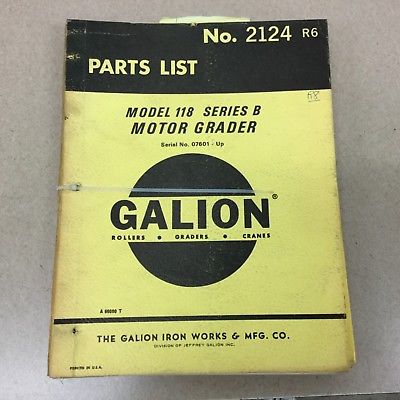 No. 2124 R6
PARTS LIST
R8
MODEL 118 SERIES B
MOTOR GRADER
Serial No. 07601 - Up
GALION®
ROLLERS • GRADERS • CRANES
THE GALION IRON WORKS & MFG. CO.
DIVISION OF JEFFREY GALION INC.
PRINTED IN U.S.A.